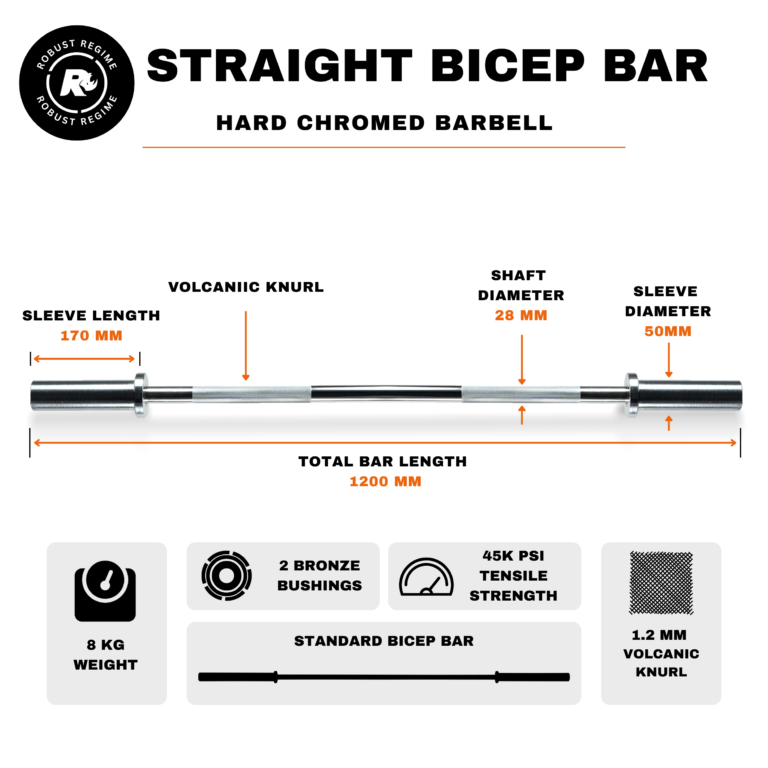 ROBUST REGIME
R
ROBUST REGIME
STRAIGHT BICEP BAR
HARD CHROMED BARBELL
VOLCANIIC KNURL
SHAFT
DIAMETER
28 MM
SLEEVE
DIAMETER
50MM
SLEEVE LENGTH
170 MM
TOTAL BAR LENGTH
1200 MM
8 KG
WEIGHT
2 BRONZE
BUSHINGS
45K PSI
TENSILE
STRENGTH
STANDARD BICEP BAR
1.2 MM
VOLCANIC
KNURL